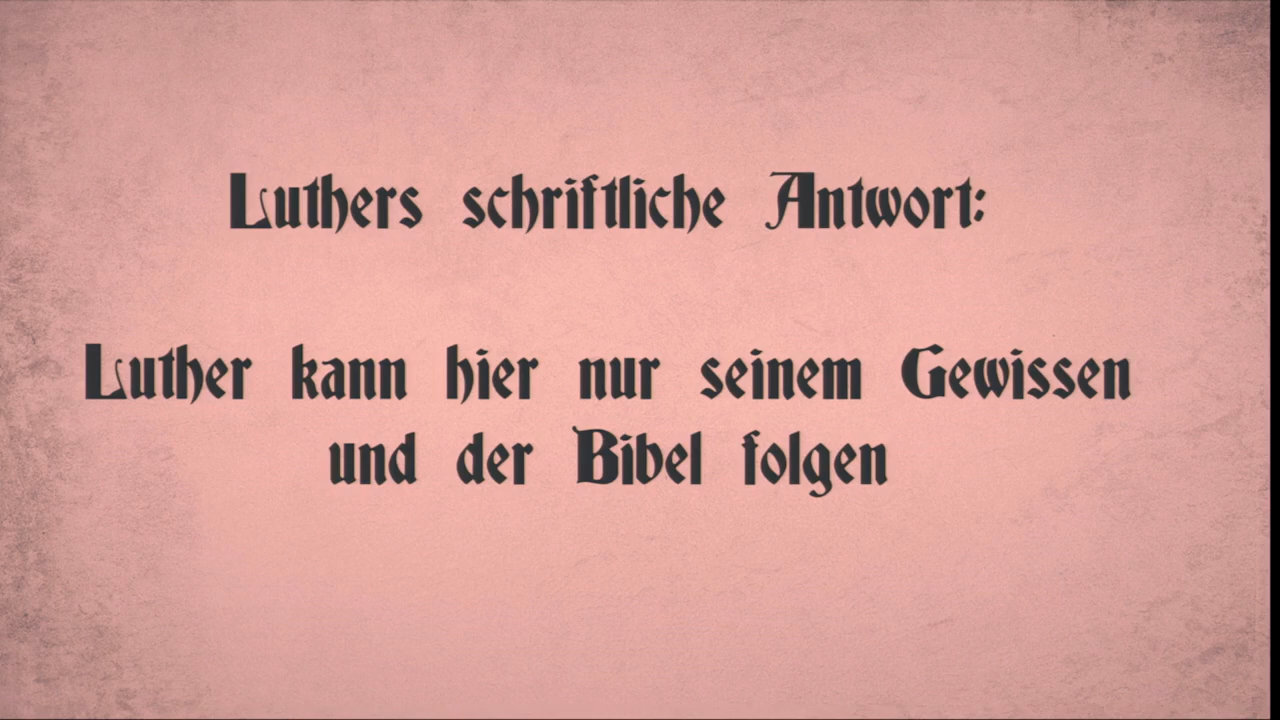 Luthers schriftliche Antwort:
Luther kann hier nur seinem Gewissen
und der Bibel folgen